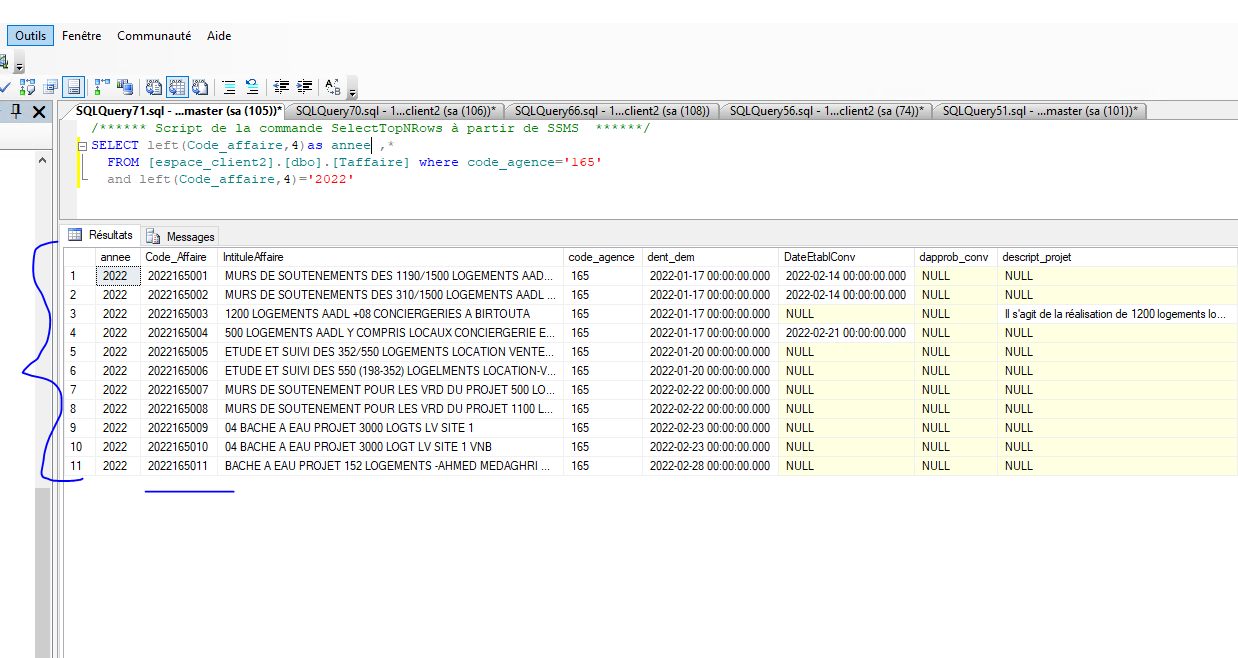 Outils Fenêtre Communauté Aide
SQLQuery71.sql - ...master (sa (105))* SQLQuery70.sql - 1...client2 (sa (106))* SQLQuery66.sql - 1...client2 (sa (108)) SQLQuery56.sql - 1...client2 (sa (74))* SQLQuery51.sql - ...master (sa (101))*
/****** Script de la commande SelectTopNRows à partir de SSMS ******/
SELECT left(Code_affaire,4)as annee ,*
FROM [espace_client2].[dbo].[Taffaire] where code_agence='165'
and left(Code_affaire,4)='2022'
Résultats Messages
annee Code_Affaire IntituleAffaire code_agence dent_dem DateEtablConv dapprob_conv descript_projet
1 2022 2022165001 MURS DE SOUTENEMENTS DES 1190/1500 LOGEMENTS AAD... 165 2022-01-17 00:00:00.000 2022-02-14 00:00:00.000 NULL NULL
2 2022 2022165002 MURS DE SOUTENEMENTS DES 310/1500 LOGEMENTS AADL ... 165 2022-01-17 00:00:00.000 2022-02-14 00:00:00.000 NULL NULL
3 2022 2022165003 1200 LOGEMENTS AADL +08 CONCIERGERIES A BIRTOUTA 165 2022-01-17 00:00:00.000 NULL NULL Il s'agit de la réalisation de 1200 logements lo...
4 2022 2022165004 500 LOGEMENTS AADL Y COMPRIS LOCAUX CONCIERGERIE E... 165 2022-01-17 00:00:00.000 2022-02-21 00:00:00.000 NULL NULL
5 2022 2022165005 ETUDE ET SUIVI DES 352/550 LOGEMENTS LOCATION VENTE... 165 2022-01-20 00:00:00.000 NULL NULL NULL
6 2022 2022165006 ETUDE ET SUIVI DES 550 (198-352) LOGELMENTS LOCATION-V... 165 2022-01-20 00:00:00.000 NULL NULL NULL
7 2022 2022165007 MURS DE SOUTENEMENT POUR LES VRD DU PROJET 500 LO... 165 2022-02-22 00:00:00.000 NULL NULL NULL
8 2022 2022165008 MURS DE SOUTENEMENT POUR LES VRD DU PROJET 1100 L... 165 2022-02-22 00:00:00.000 NULL NULL NULL
9 2022 2022165009 04 BACHE A EAU PROJET 3000 LOGTS LV SITE 1 165 2022-02-23 00:00:00.000 NULL NULL NULL
10 2022 2022165010 04 BACHE A EAU PROJET 3000 LOGT LV SITE 1 VNB 165 2022-02-23 00:00:00.000 NULL NULL NULL
11 2022 2022165011 BACHE A EAU PROJET 152 LOGEMENTS -AHMED MEDAGHRI ... 165 2022-02-28 00:00:00.000 NULL NULL NULL